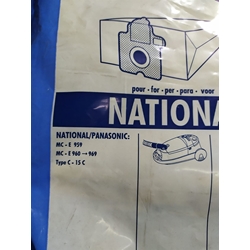 pour · for · per · para · voor
NATIONA
NATIONAL/PANASONIC:
MC - E 959
MC - E 960 → 969
Type C - 15 C